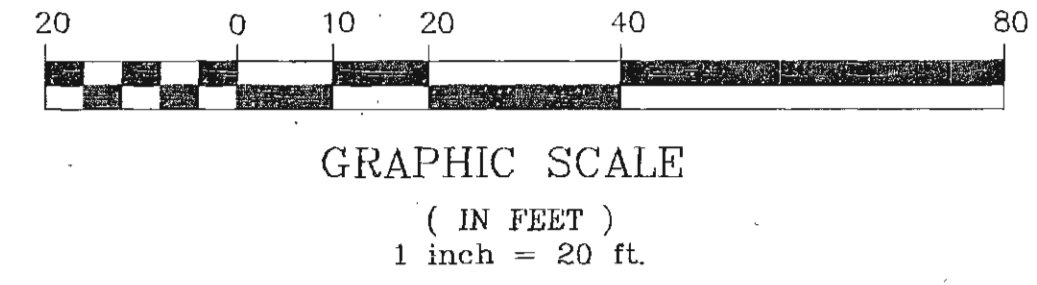 20 0 10 20 40 80
GRAPHIC SCALE
( IN FEET )
1 inch = 20 ft.